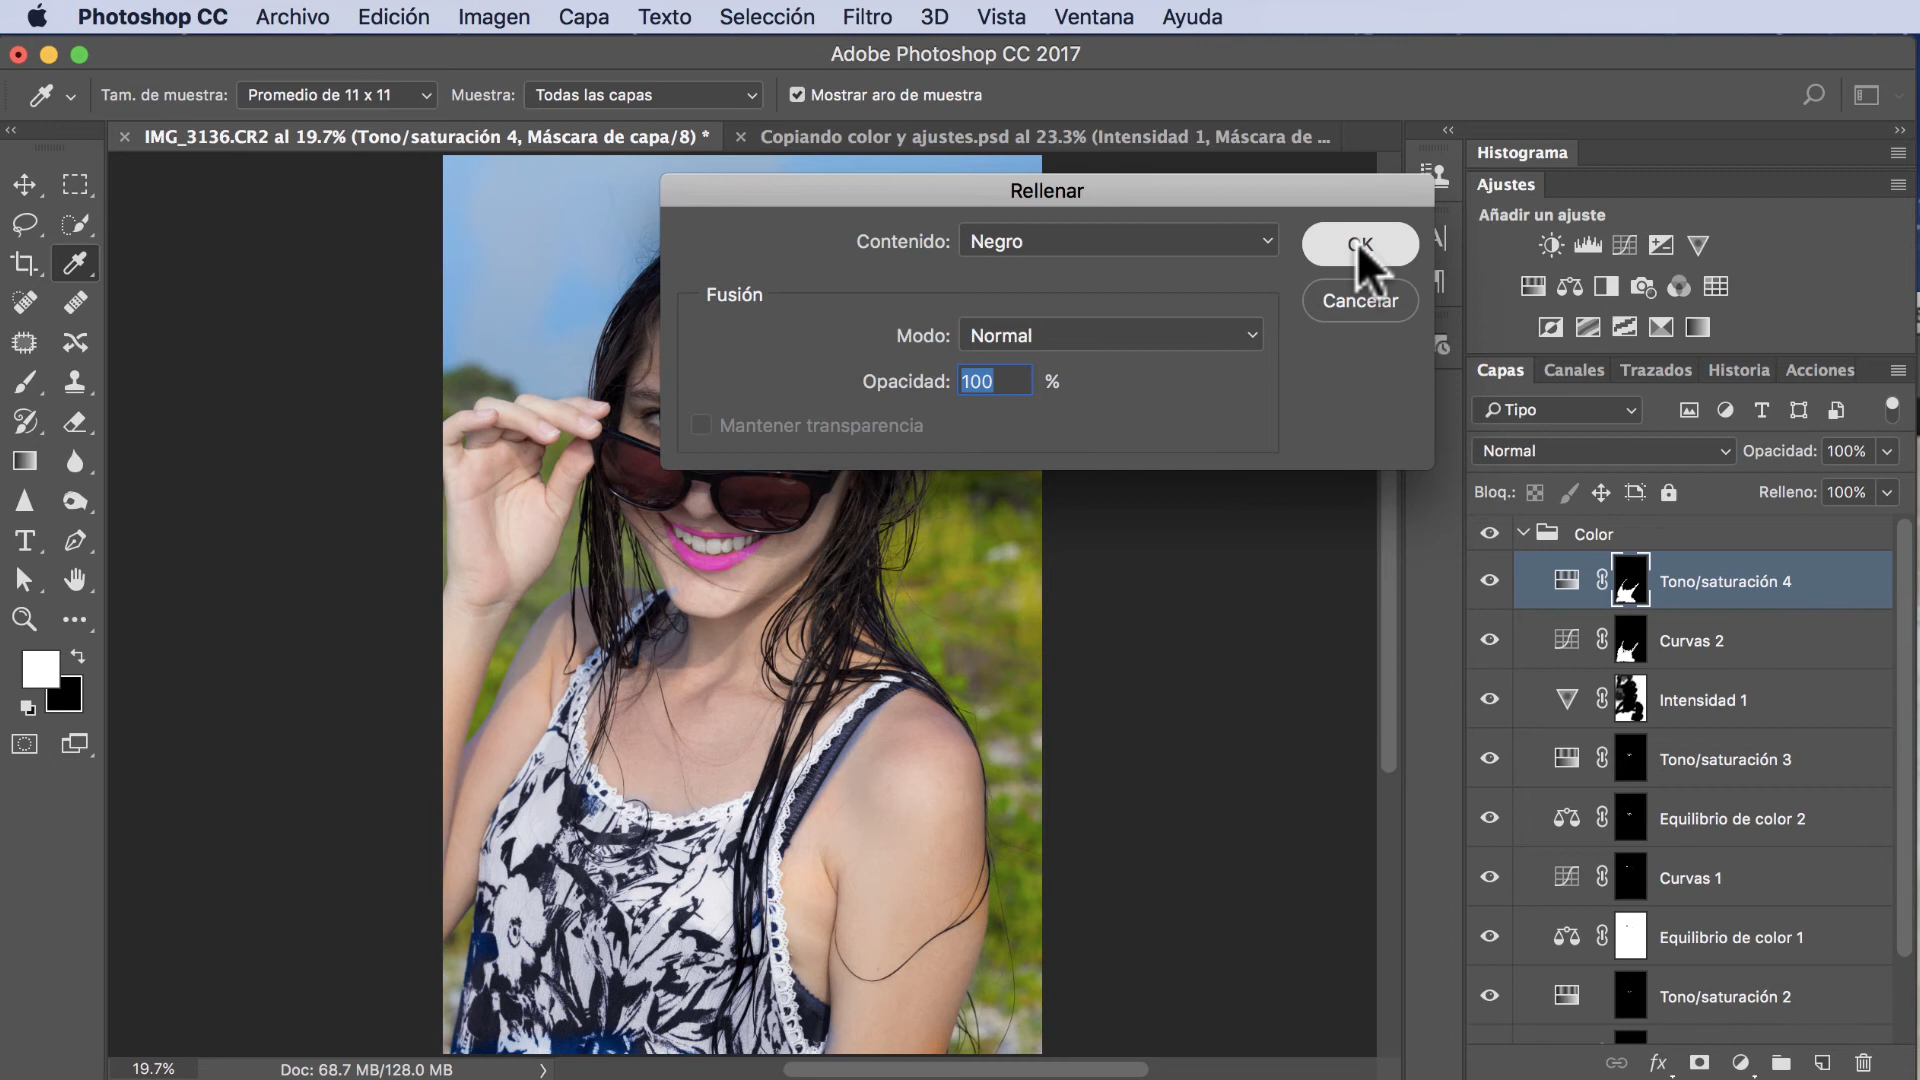 Photoshop CC Archivo Edición Imagen Capa Texto Selección Filtro 3D Vista Ventana Ayuda
Adobe Photoshop CC 2017
Tam. de muestra: Promedio de 11 x 11 Muestra: Todas las capas Mostrar aro de muestra
IMG_3136.CR2 al 19.7% (Tono/saturación 4, Máscara de capa/8) * Copiando color y ajustes.psd al 23.3% (Intensidad 1, Máscara de ...
Histograma
Rellenar
Ajustes
Añadir un ajuste
Contenido: Negro
OK
Cancelar
Fusión
Modo: Normal
Opacidad: 100 %
Mantener transparencia
Capas Canales Trazados Historia Acciones
Tipo
Normal Opacidad: 100%
Bloq.: Relleno: 100%
Color
Tono/saturación 4
Curvas 2
Intensidad 1
Tono/saturación 3
Equilibrio de color 2
Curvas 1
Equilibrio de color 1
Tono/saturación 2
fx
19.7% Doc: 68.7 MB/128.0 MB